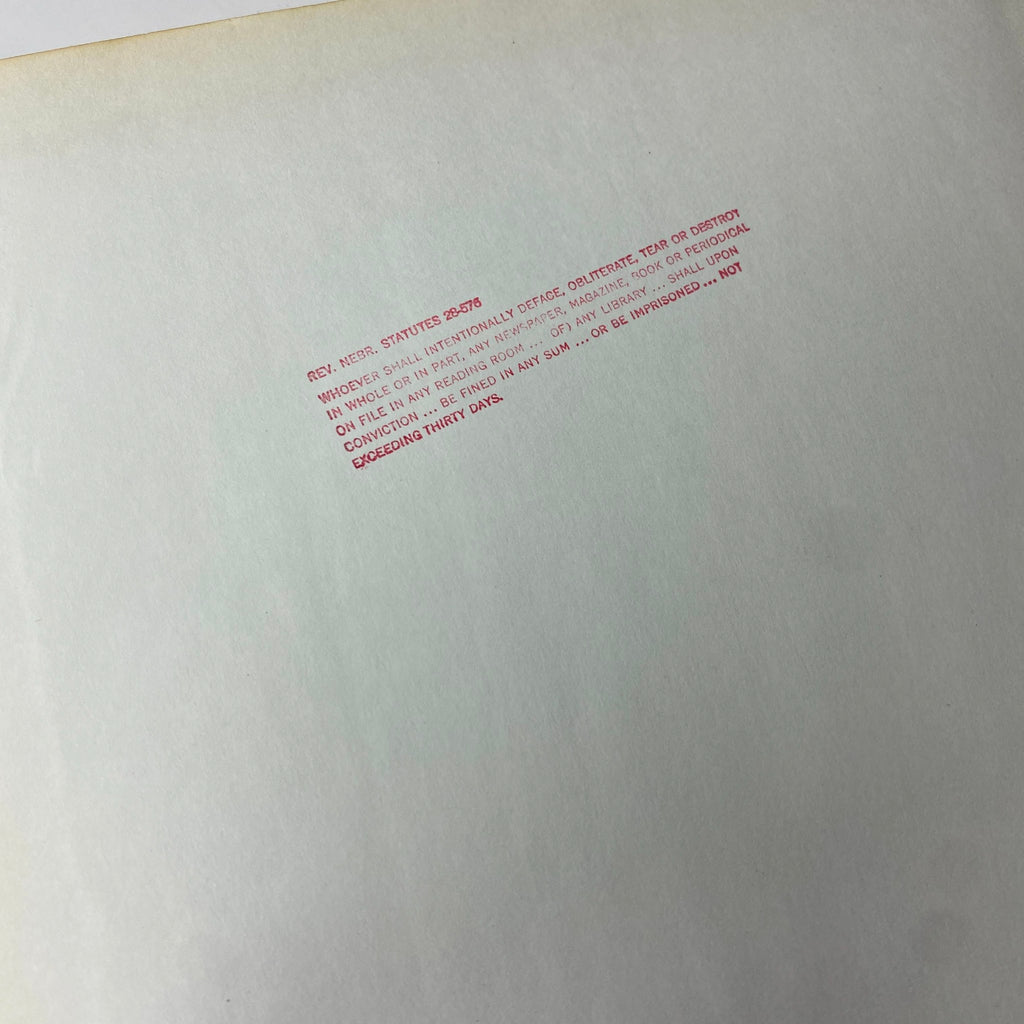 REV. NEBR. STATUTES 28-576
WHOEVER SHALL INTENTIONALLY DEFACE, OBLITERATE, TEAR OR DESTROY
IN WHOLE OR IN PART, ANY NEWSPAPER, MAGAZINE, BOOK OR PERIODICAL
ON FILE IN ANY READING ROOM ... OF) ANY LIBRARY ... SHALL UPON
CONVICTION ... BE FINED IN ANY SUM ... OR BE IMPRISONED ... NOT
EXCEEDING THIRTY DAYS.